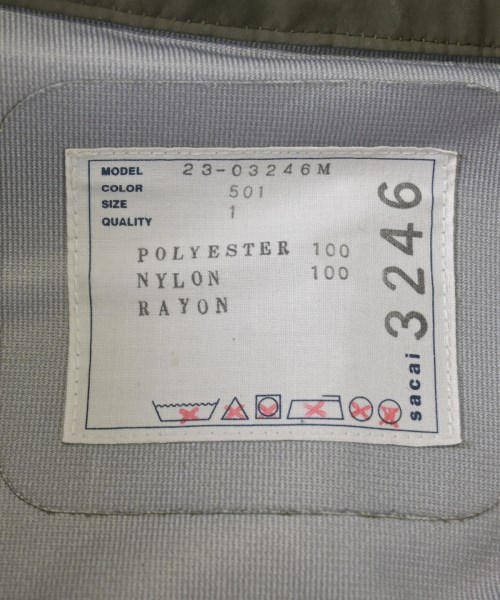 MODEL 23-03246M
COLOR 501
SIZE 1
QUALITY
POLYESTER 100
NYLON 100
RAYON
sacai 3246